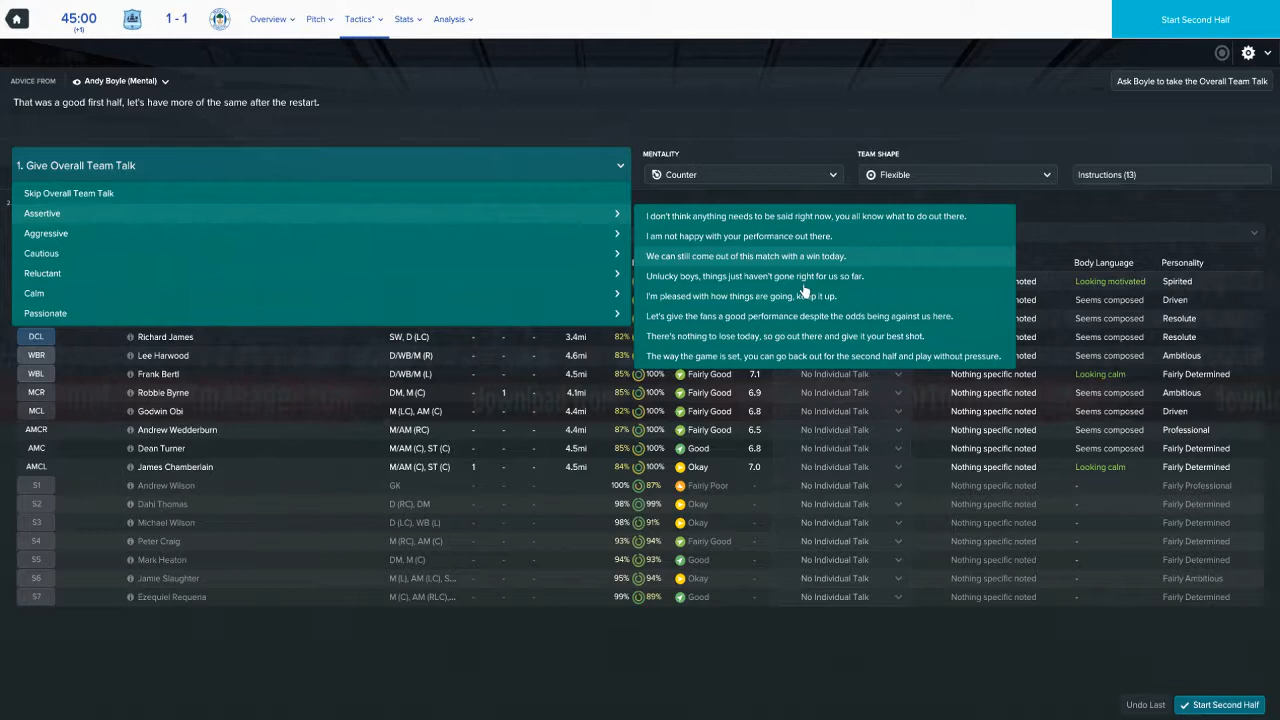 45:00 (+1) 1 - 1 Overview Pitch Tactics* Stats Analysis Start Second Half
ADVICE FROM Andy Boyle (Mental) Ask Boyle to take the Overall Team Talk
That was a good first half, let's have more of the same after the restart.
MENTALITY TEAM SHAPE
1. Give Overall Team Talk Counter Flexible Instructions (13)
Skip Overall Team Talk
Assertive
Aggressive
Cautious
Reluctant
Calm
Passionate
I don't think anything needs to be said right now, you all know what to do out there.
I am not happy with your performance out there.
We can still come out of this match with a win today.
Unlucky boys, things just haven't gone right for us so far.
I'm pleased with how things are going, keep it up.
Let's give the fans a good performance despite the odds being against us here.
There's nothing to lose today, so go out there and give it your best shot.
The way the game is set, you can go back out for the second half and play without pressure.
Body Language Personality
Looking motivated Spirited
Seems composed Driven
Seems composed Resolute
DCL Richard James SW, D (LC) - - - 3.4mi 82% Seems composed Resolute
WBR Lee Harwood D/WB/M (R) - - - 4.6mi 83% Seems composed Ambitious
WBL Frank Bertl D/WB/M (L) - - - 4.5mi 85% 100% Fairly Good 7.1 No Individual Talk Nothing specific noted Looking calm Fairly Determined
MCR Robbie Byrne DM, M (C) - 1 - 4.1mi 85% 100% Fairly Good 6.9 No Individual Talk Nothing specific noted Seems composed Ambitious
MCL Godwin Obi M (LC), AM (C) - - - 4.4mi 82% 100% Fairly Good 6.8 No Individual Talk Nothing specific noted Seems composed Driven
AMCR Andrew Wedderburn M/AM (C) - - - 4.4mi 87% 100% Fairly Good 6.5 No Individual Talk Nothing specific noted Seems composed Professional
AMC Dean Turner M/AM (C), ST (C) - - - 4.5mi 85% 100% Good 6.8 No Individual Talk Nothing specific noted Seems composed Fairly Determined
AMCL James Chamberlain M/AM (C), ST (C) 1 - - 4.5mi 84% 100% Okay 7.0 No Individual Talk Nothing specific noted Looking calm Fairly Determined
S1 Andrew Wilson GK 100% 87% Fairly Poor - No Individual Talk Nothing specific noted - Fairly Professional
S2 Dahl Thomas D (RC), DM - - - - 98% 99% Okay - No Individual Talk Nothing specific noted - Fairly Determined
S3 Michael Wilson D (LC), WB (L) - - - - 98% 91% Okay - No Individual Talk Nothing specific noted - Fairly Determined
S4 Peter Craig M (RC), AM (C) - - - - 93% 94% Fairly Good - No Individual Talk Nothing specific noted - Fairly Determined
S5 Mark Heaton DM, M (C) - - - - 94% 93% Good - No Individual Talk Nothing specific noted - Fairly Determined
S6 Jamie Slaughter M (L), AM (LC), S... - - - - 95% 94% Okay - No Individual Talk Nothing specific noted - Fairly Ambitious
S7 Ezequiel Requena M (C), AM (RLC),... - - - - 99% 89% Good - No Individual Talk Nothing specific noted - Fairly Determined
Undo Last Start Second Half